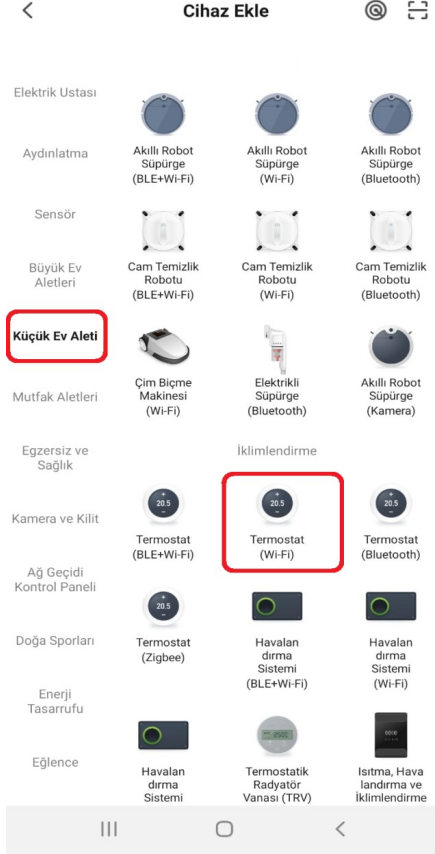 Cihaz Ekle
Elektrik Ustası
Aydınlatma
Sensör
Büyük Ev
Aletleri
Küçük Ev Aleti
Mutfak Aletleri
Egzersiz ve
Sağlık
Kamera ve Kilit
Ağ Geçidi
Kontrol Paneli
Doğa Sporları
Enerji
Tasarrufu
Eğlence
Akıllı Robot
Süpürge
(BLE+Wi-Fi)
Akıllı Robot
Süpürge
(Wi-Fi)
Akıllı Robot
Süpürge
(Bluetooth)
Cam Temizlik
Robotu
(BLE+Wi-Fi)
Cam Temizlik
Robotu
(Wi-Fi)
Cam Temizlik
Robotu
(Bluetooth)
Çim Biçme
Makinesi
(Wi-Fi)
Elektrikli
Süpürge
(Bluetooth)
Akıllı Robot
Süpürge
(Kamera)
İklimlendirme
20.5
Termostat
(BLE+Wi-Fi)
20.5
Termostat
(Wi-Fi)
20.5
Termostat
(Bluetooth)
20.5
Termostat
(Zigbee)
Havalan
dırma
Sistemi
(BLE+Wi-Fi)
Havalan
dırma
Sistemi
(Wi-Fi)
Havalan
dırma
Sistemi
Termostatik
Radyatör
Vanası (TRV)
Isıtma, Hava
landırma ve
İklimlendirme